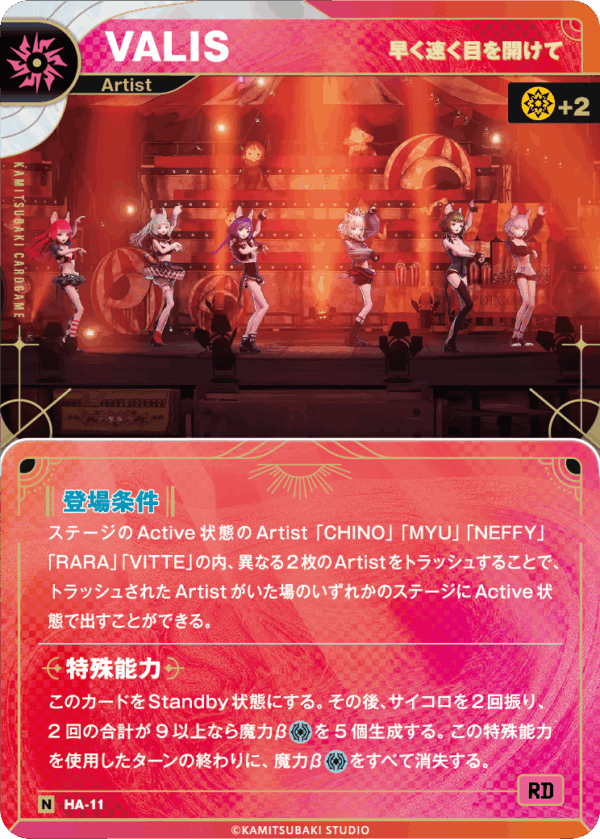 VALIS
早く速く目を開けて
Artist
+2
KAMITSUBAKI CARDGAME
登場条件
ステージのActive状態のArtist「CHINO」「MYU」「NEFFY」
「RARA」「VITTE」の内、異なる2枚のArtistをトラッシュすることで、
トラッシュされたArtistがいた場のいずれかのステージにActive状
態で出すことができる。
特殊能力
このカードをStandby状態にする。その後、サイコロを2回振り、
2回の合計が9以上なら魔力βを5個生成する。この特殊能力
を使用したターンの終わりに、魔力βをすべて消失する。
N HA-11
RD
©KAMITSUBAKI STUDIO